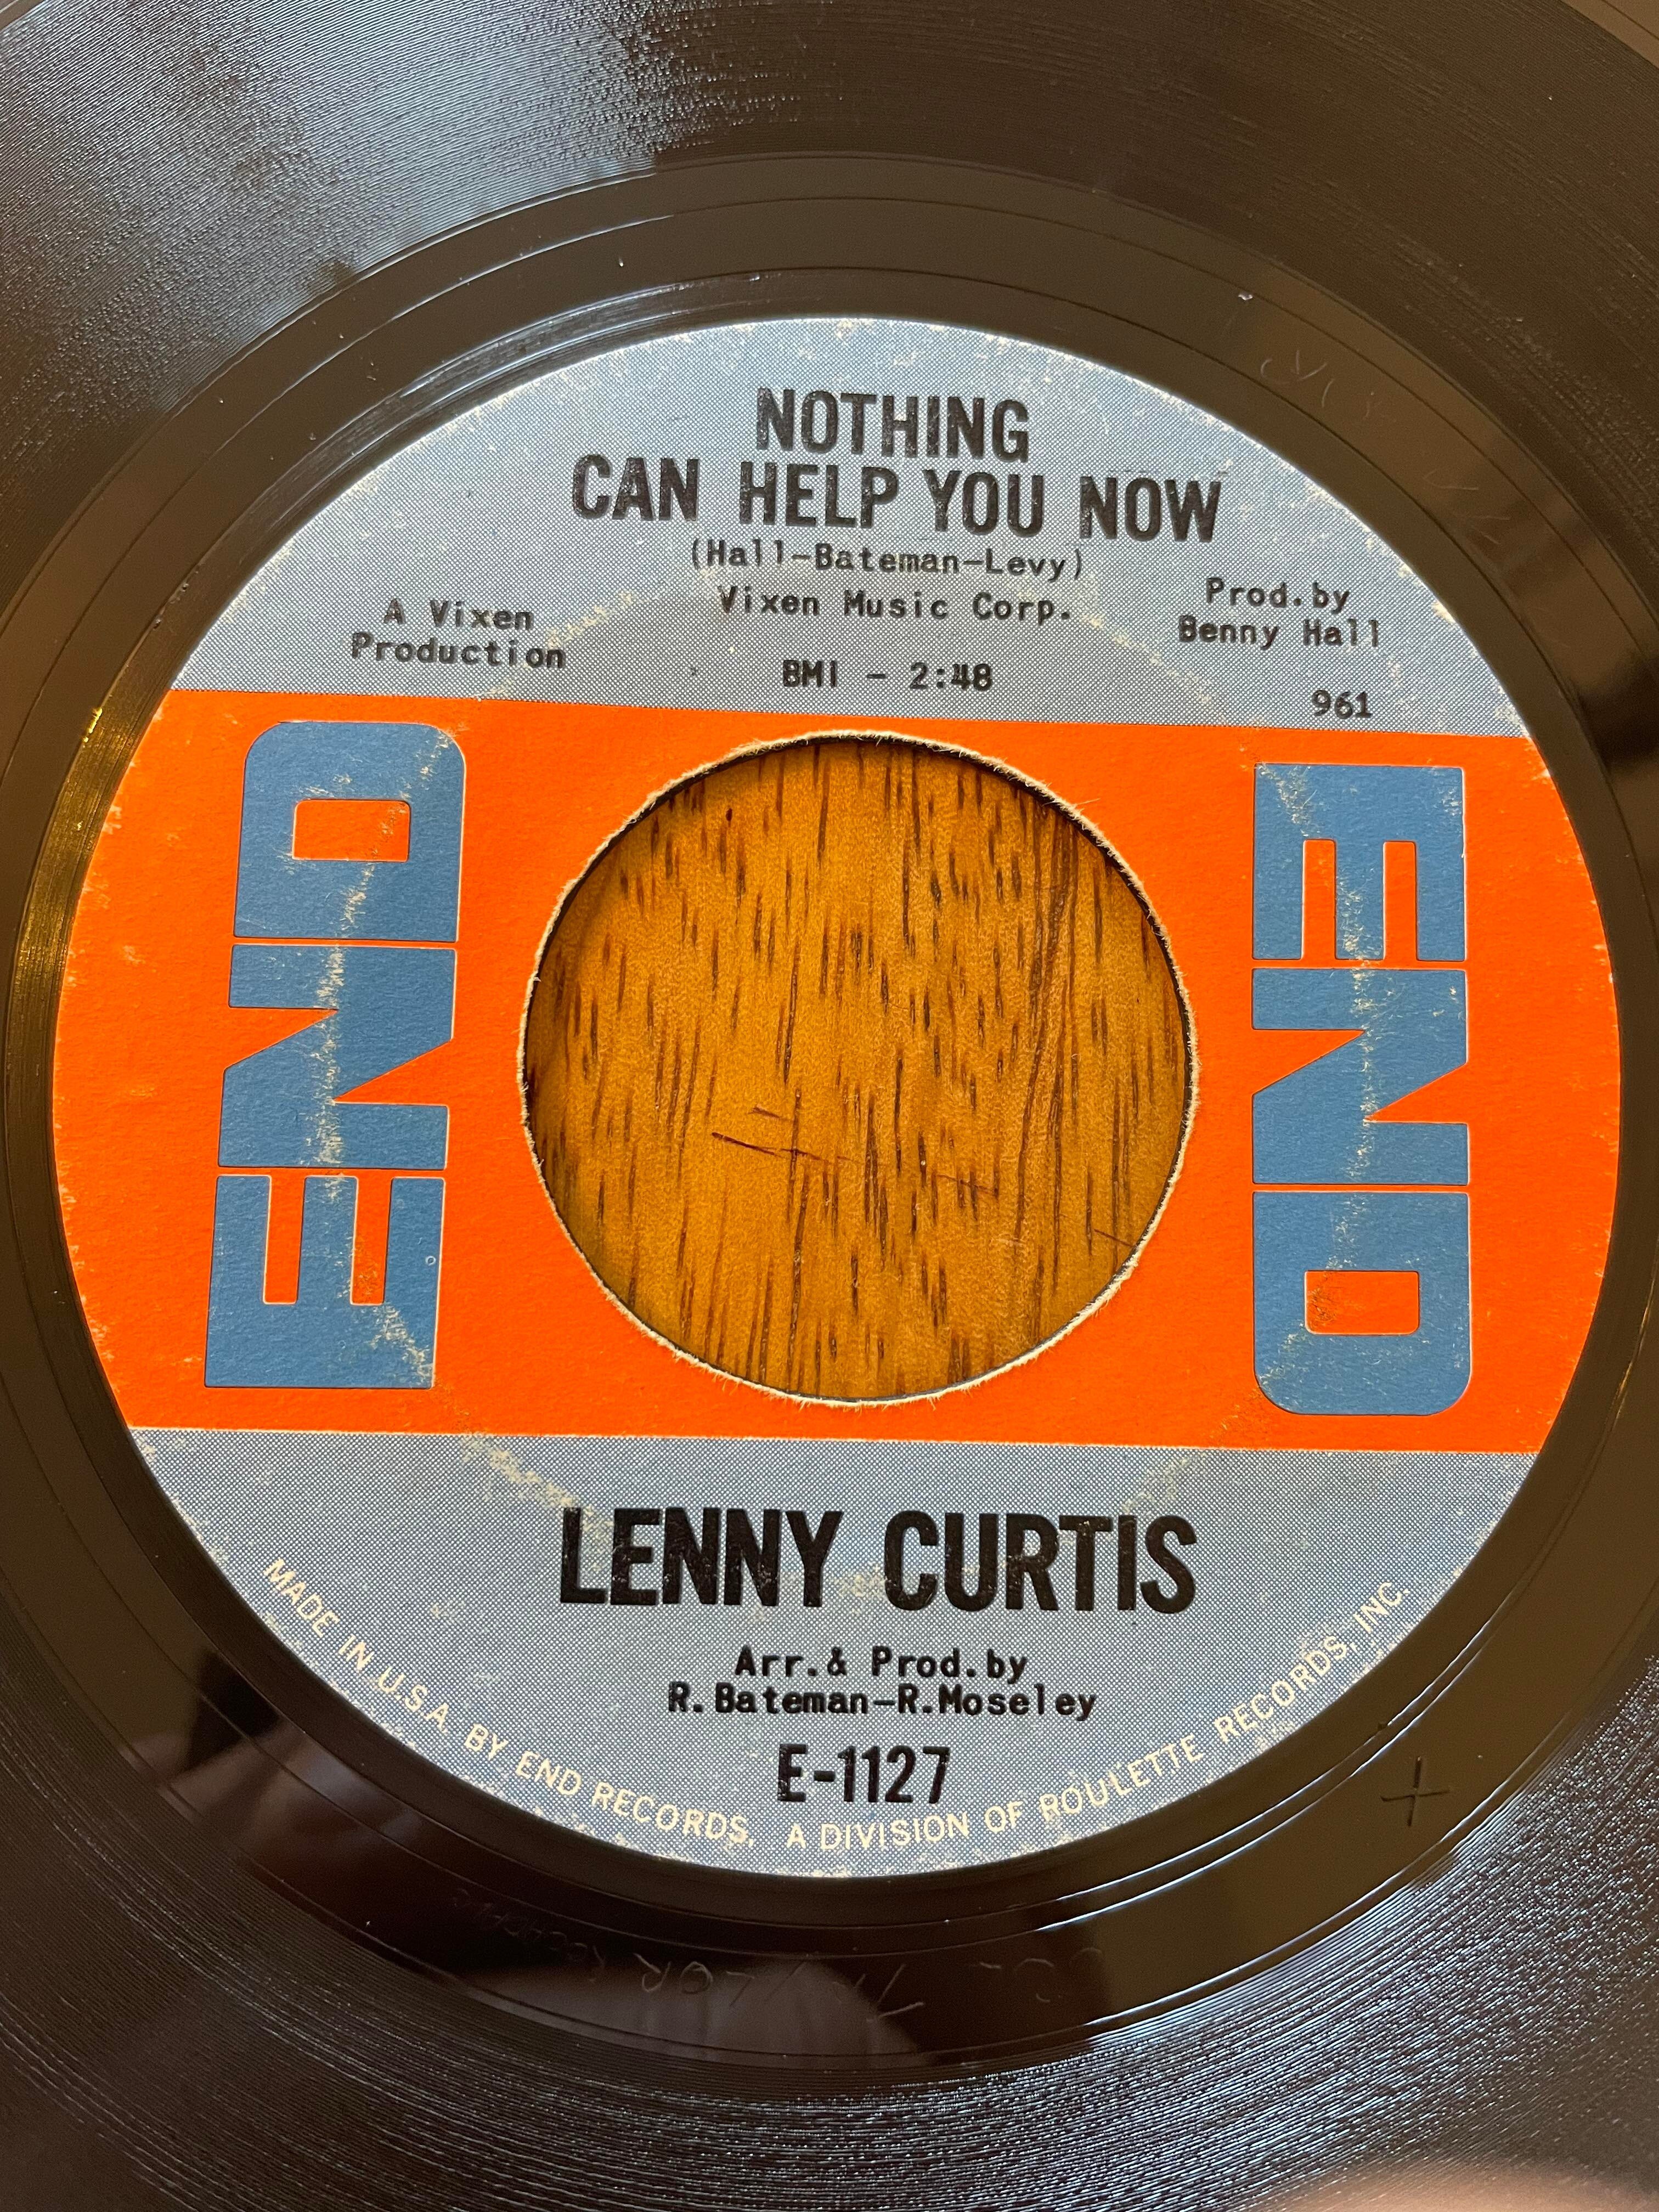 NOTHING
CAN HELP YOU NOW
(Hall-Bateman-Levy)
A Vixen
Production
Vixen Music Corp.
Prod.by
Benny Hall
BMI - 2:48
961
END
END
LENNY CURTIS
Arr.& Prod.by
R.Bateman-R.Moseley
E-1127
MADE IN U.S.A. BY END RECORDS, A DIVISION OF ROULETTE RECORDS, INC.